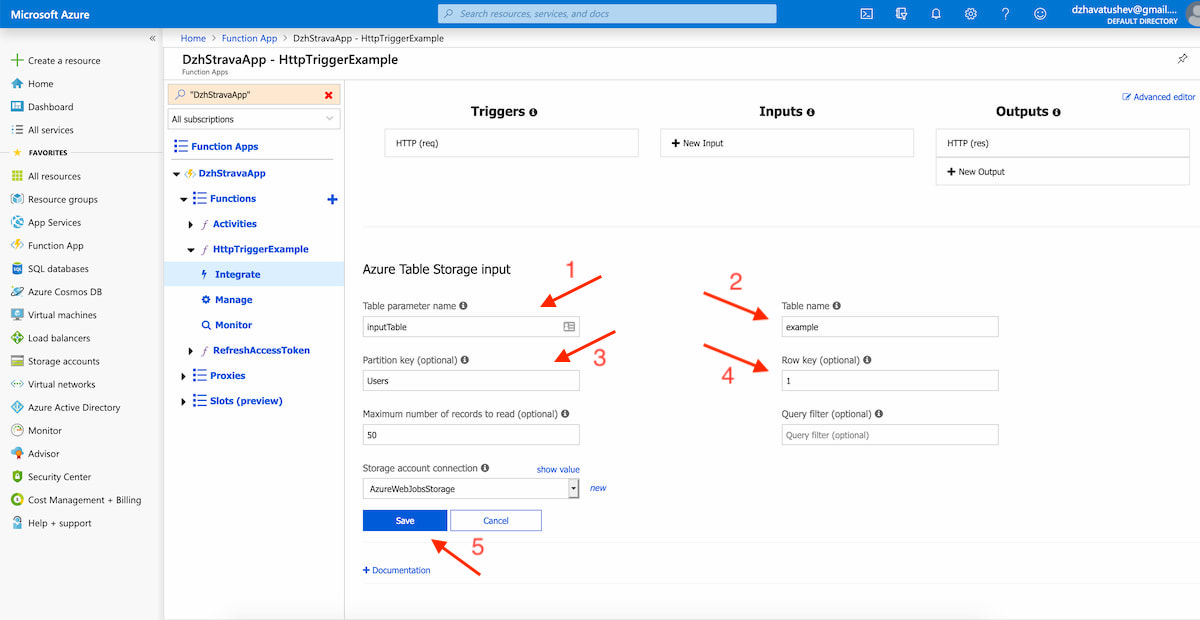 Microsoft Azure
Search resources, services, and docs
dzhavatushev@gmail....
DEFAULT DIRECTORY
«
Create a resource
Home
Dashboard
All services
FAVORITES
All resources
Resource groups
App Services
Function App
SQL databases
Azure Cosmos DB
Virtual machines
Load balancers
Storage accounts
Virtual networks
Azure Active Directory
Monitor
Advisor
Security Center
Cost Management + Billing
Help + support
Home > Function App > DzhStravaApp - HttpTriggerExample
DzhStravaApp - HttpTriggerExample
Function Apps
"DzhStravaApp"
All subscriptions
Function Apps
DzhStravaApp
Functions
Activities
HttpTriggerExample
Integrate
Manage
Monitor
RefreshAccessToken
Proxies
Slots (preview)
Advanced editor
Triggers
HTTP (req)
Inputs
+ New Input
Outputs
HTTP (res)
+ New Output
Azure Table Storage input
1
2
Table parameter name
inputTable
Table name
example
3
4
Partition key (optional)
Users
Row key (optional)
1
Maximum number of records to read (optional)
50
Query filter (optional)
Query filter (optional)
Storage account connection
show value
AzureWebJobsStorage
new
Save
Cancel
5
+ Documentation